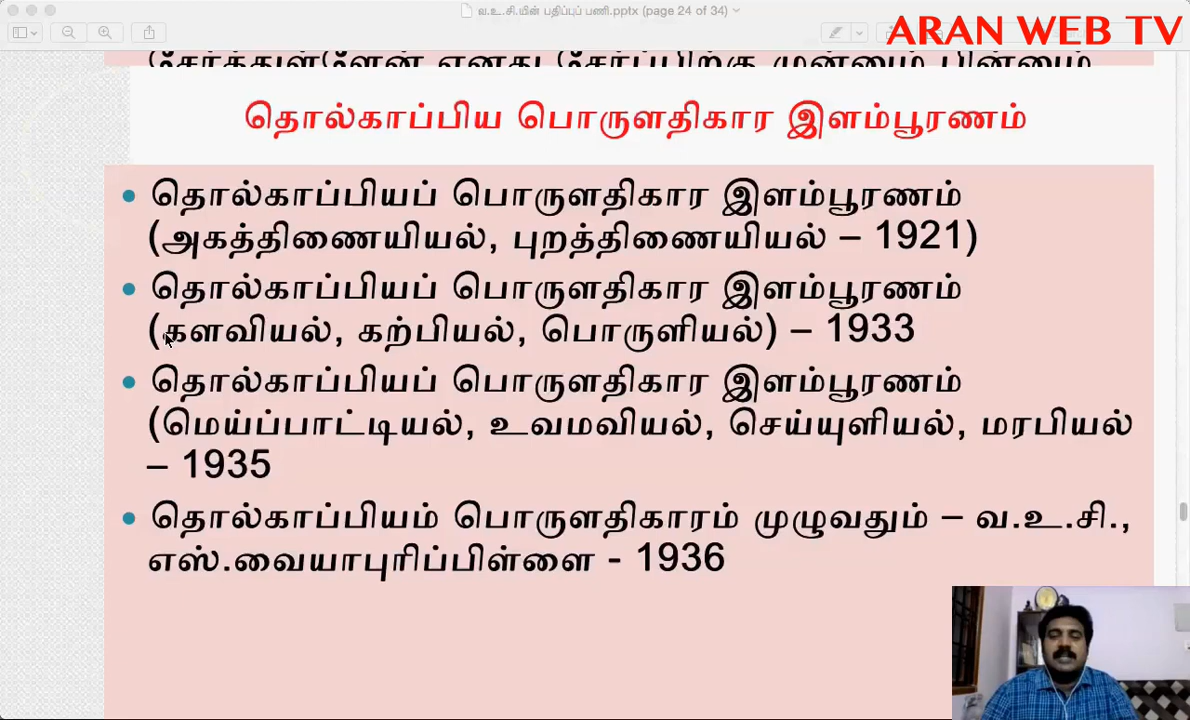 வ.உ.சி.யின் பதிப்புப் பணி.pptx (page 24 of 34)
ARAN WEB TV
சேர்த்துள்ளேன் எனது சேர்ப்பிற்கு முன்னும் பின்னும்
தொல்காப்பிய பொருளதிகார இளம்பூரணம்
• தொல்காப்பியப் பொருளதிகார இளம்பூரணம்
(அகத்திணையியல், புறத்திணையியல் – 1921)
• தொல்காப்பியப் பொருளதிகார இளம்பூரணம்
(களவியல், கற்பியல், பொருளியல்) – 1933
• தொல்காப்பியப் பொருளதிகார இளம்பூரணம்
(மெய்ப்பாட்டியல், உவமவியல், செய்யுளியல், மரபியல்
– 1935
• தொல்காப்பியம் பொருளதிகாரம் முழுவதும் – வ.உ.சி.,
எஸ்.வையாபுரிப்பிள்ளை - 1936